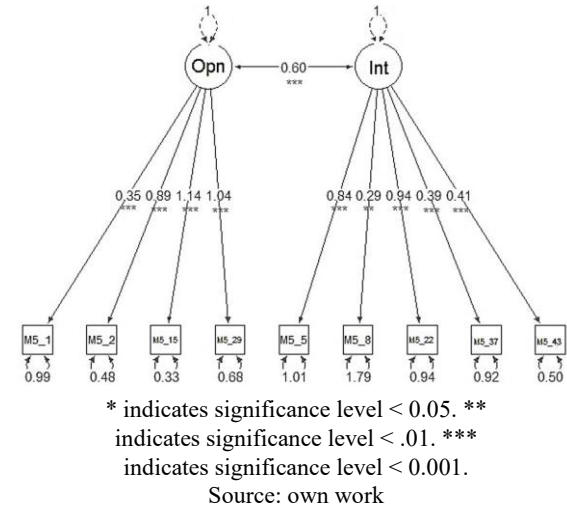 1. 1.
Opn 0.60 Int
***
0.35 0.89 1.14 1.04 0.84 0.29 0.94 0.39 0.41
*** *** *** *** *** ** *** *** ***
M5_1 M5_2 M5_15 M5_29 M5_5 M5_8 M5_22 M5_37 M5_43
0.99 0.48 0.33 0.68 1.01 1.79 0.94 0.92 0.50
* indicates significance level < 0.05. **
indicates significance level < .01. ***
indicates significance level < 0.001.
Source: own work